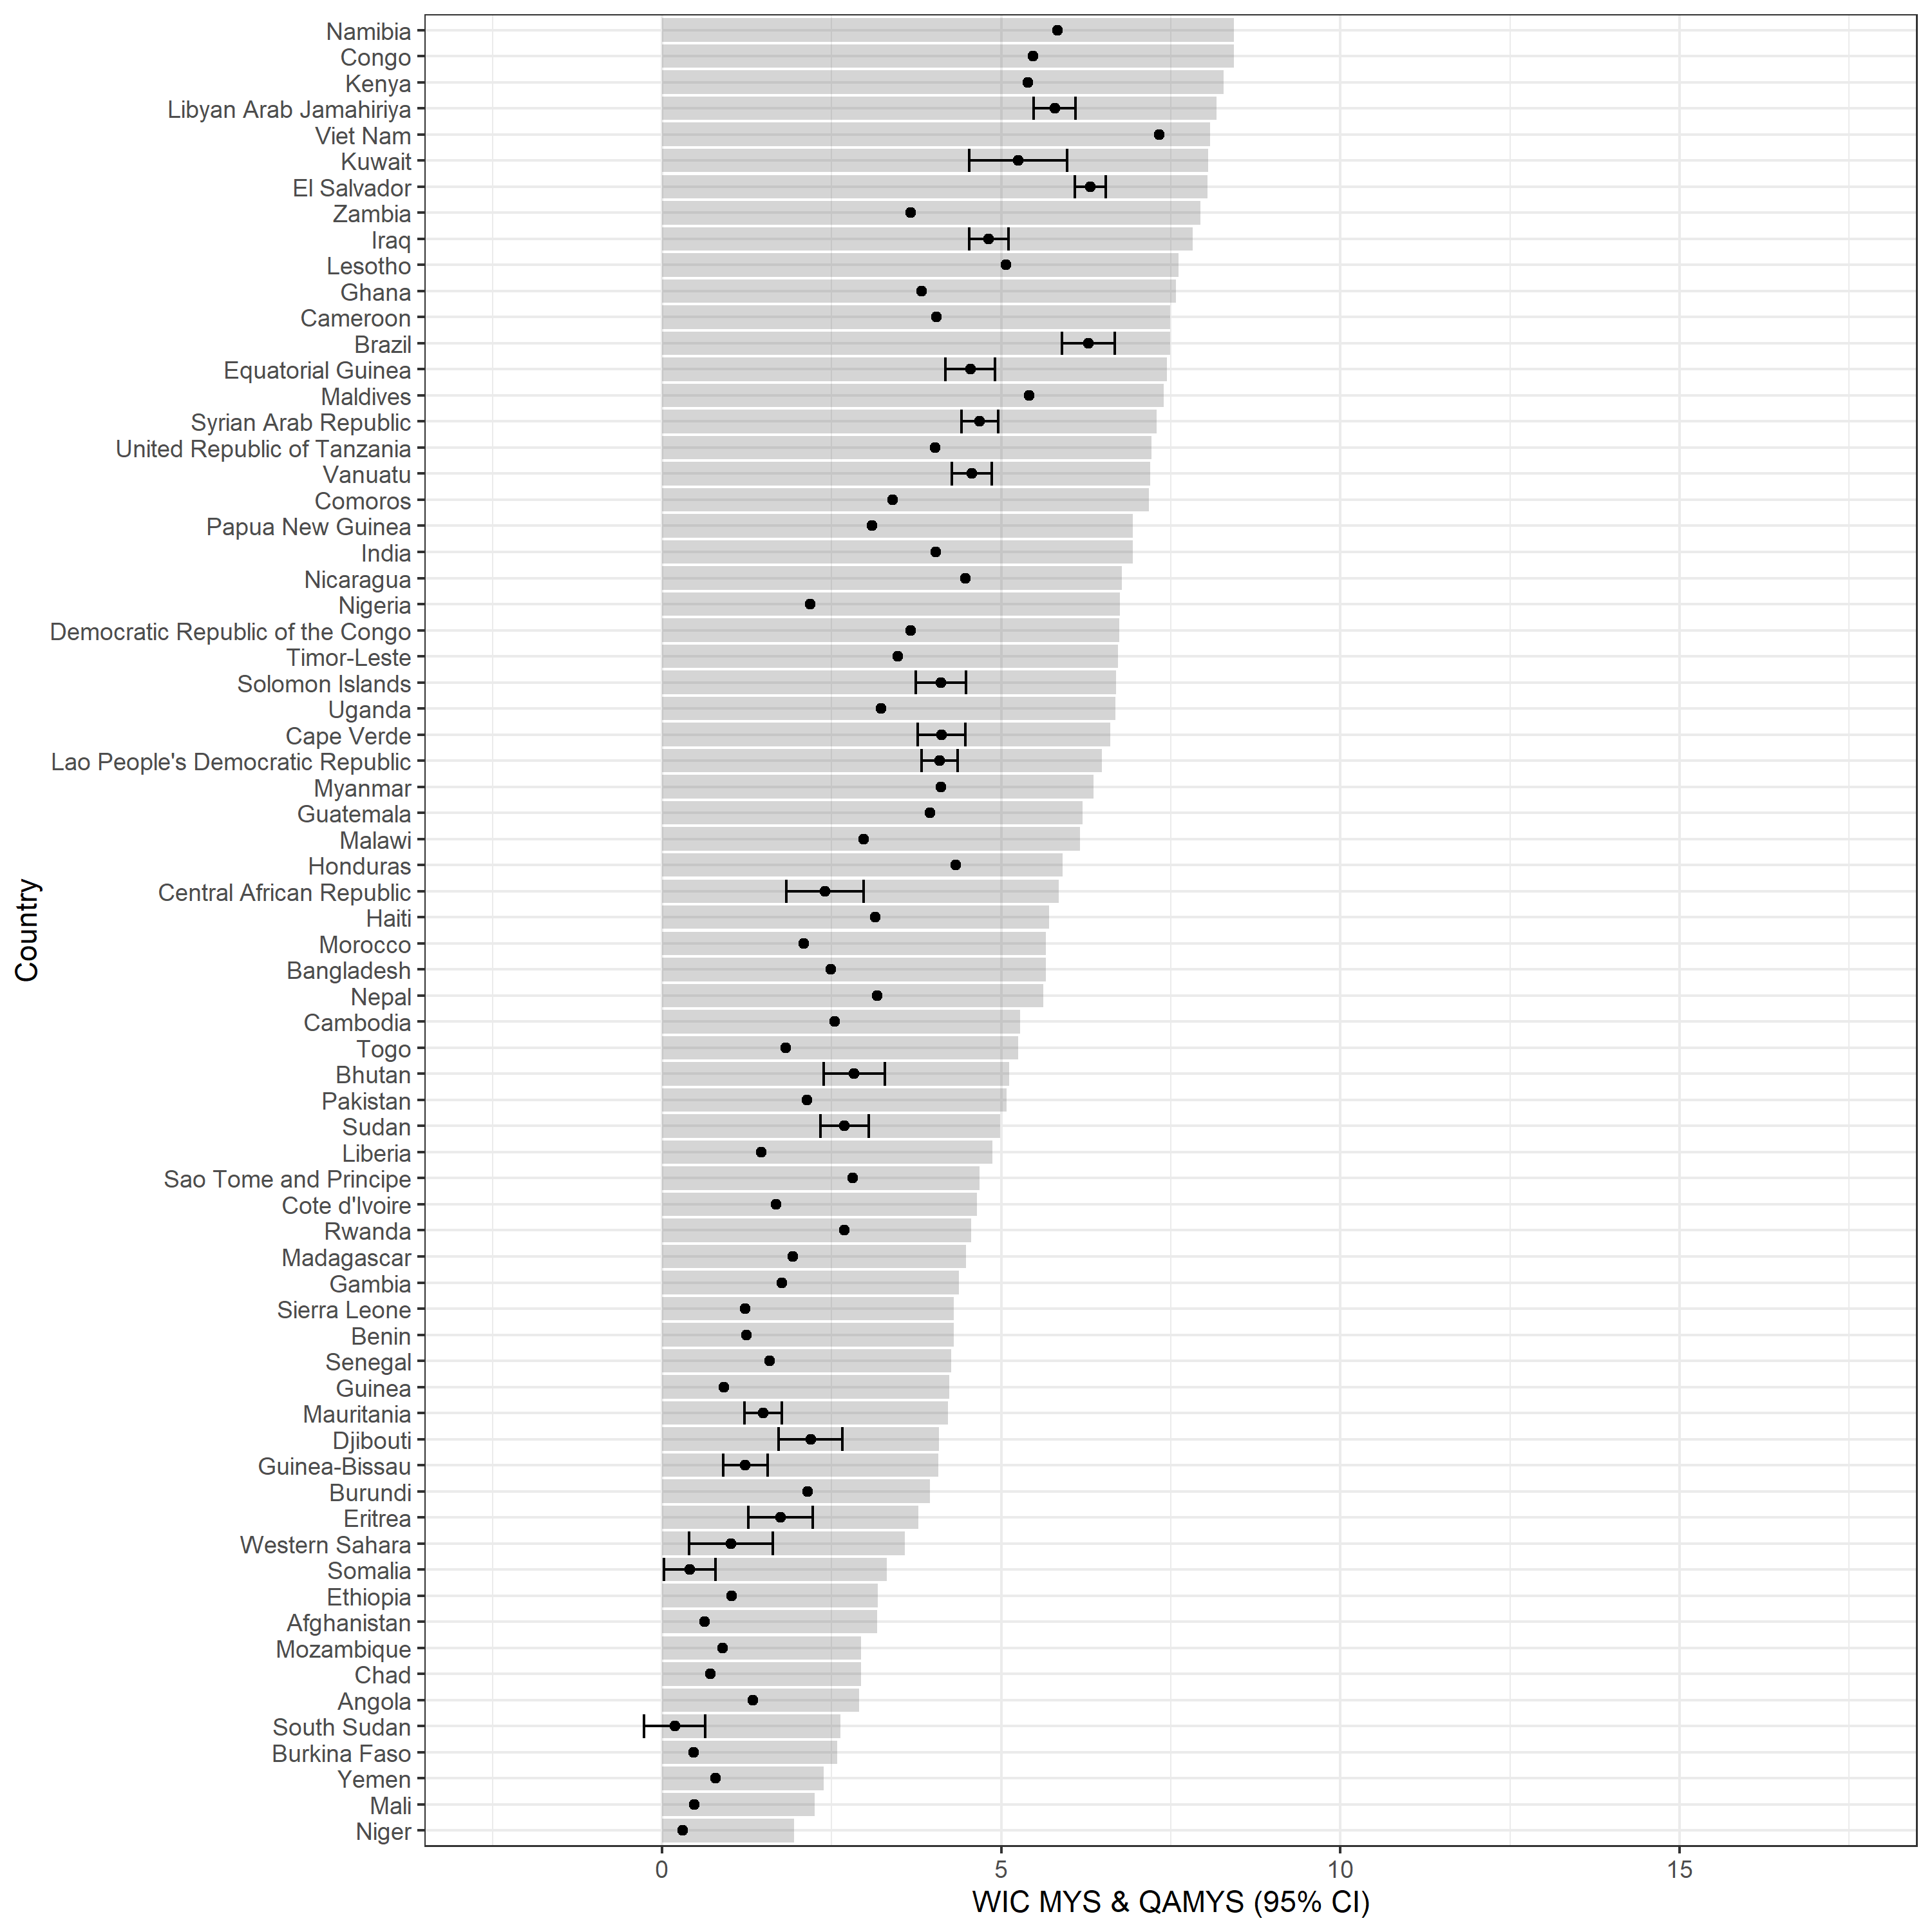 Namibia
Congo
Kenya
Libyan Arab Jamahiriya
Viet Nam
Kuwait
El Salvador
Zambia
Iraq
Lesotho
Ghana
Cameroon
Brazil
Equatorial Guinea
Maldives
Syrian Arab Republic
United Republic of Tanzania
Vanuatu
Comoros
Papua New Guinea
India
Nicaragua
Nigeria
Democratic Republic of the Congo
Timor-Leste
Solomon Islands
Uganda
Cape Verde
Lao People's Democratic Republic
Myanmar
Guatemala
Malawi
Honduras
Central African Republic
Haiti
Morocco
Bangladesh
Nepal
Cambodia
Togo
Bhutan
Pakistan
Sudan
Liberia
Sao Tome and Principe
Cote d'Ivoire
Rwanda
Madagascar
Gambia
Sierra Leone
Benin
Senegal
Guinea
Mauritania
Djibouti
Guinea-Bissau
Burundi
Eritrea
Western Sahara
Somalia
Ethiopia
Afghanistan
Mozambique
Chad
Angola
South Sudan
Burkina Faso
Yemen
Mali
Niger
Country
0 5 10 15
WIC MYS & QAMYS (95% CI)